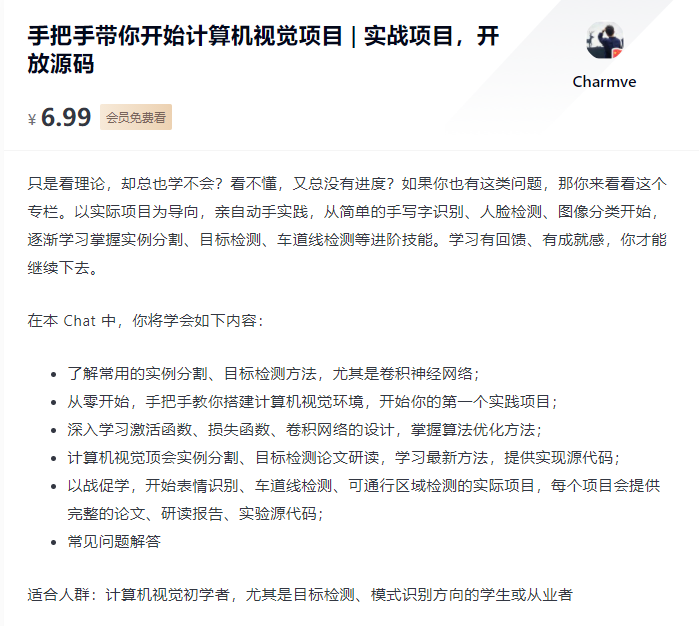 手把手带你开始计算机视觉项目 | 实战项目，开
放源码
Charmve
¥ 6.99 会员免费看
只是看理论，却总也学不会？看不懂，又总没有进度？如果你也有这类问题，那你来看看这个
专栏。以实际项目为导向，亲自动手实践，从简单的手写字识别、人脸检测、图像分类开始，
逐渐学习掌握实例分割、目标检测、车道线检测等进阶技能。学习有回馈、有成就感，你才能
继续下去。
在本 Chat 中，你将学会如下内容：
• 了解常用的实例分割、目标检测方法，尤其是卷积神经网络；
• 从零开始，手把手教你搭建计算机视觉环境，开始你的第一个实践项目；
• 深入学习激活函数、损失函数、卷积网络的设计，掌握算法优化方法；
• 计算机视觉顶会实例分割、目标检测论文研读，学习最新方法，提供实现源代码；
• 以战促学，开始表情识别、车道线检测、可通行区域检测的实际项目，每个项目会提供
完整的论文、研读报告、实验源代码；
• 常见问题解答
适合人群：计算机视觉初学者，尤其是目标检测、模式识别方向的学生或从业者